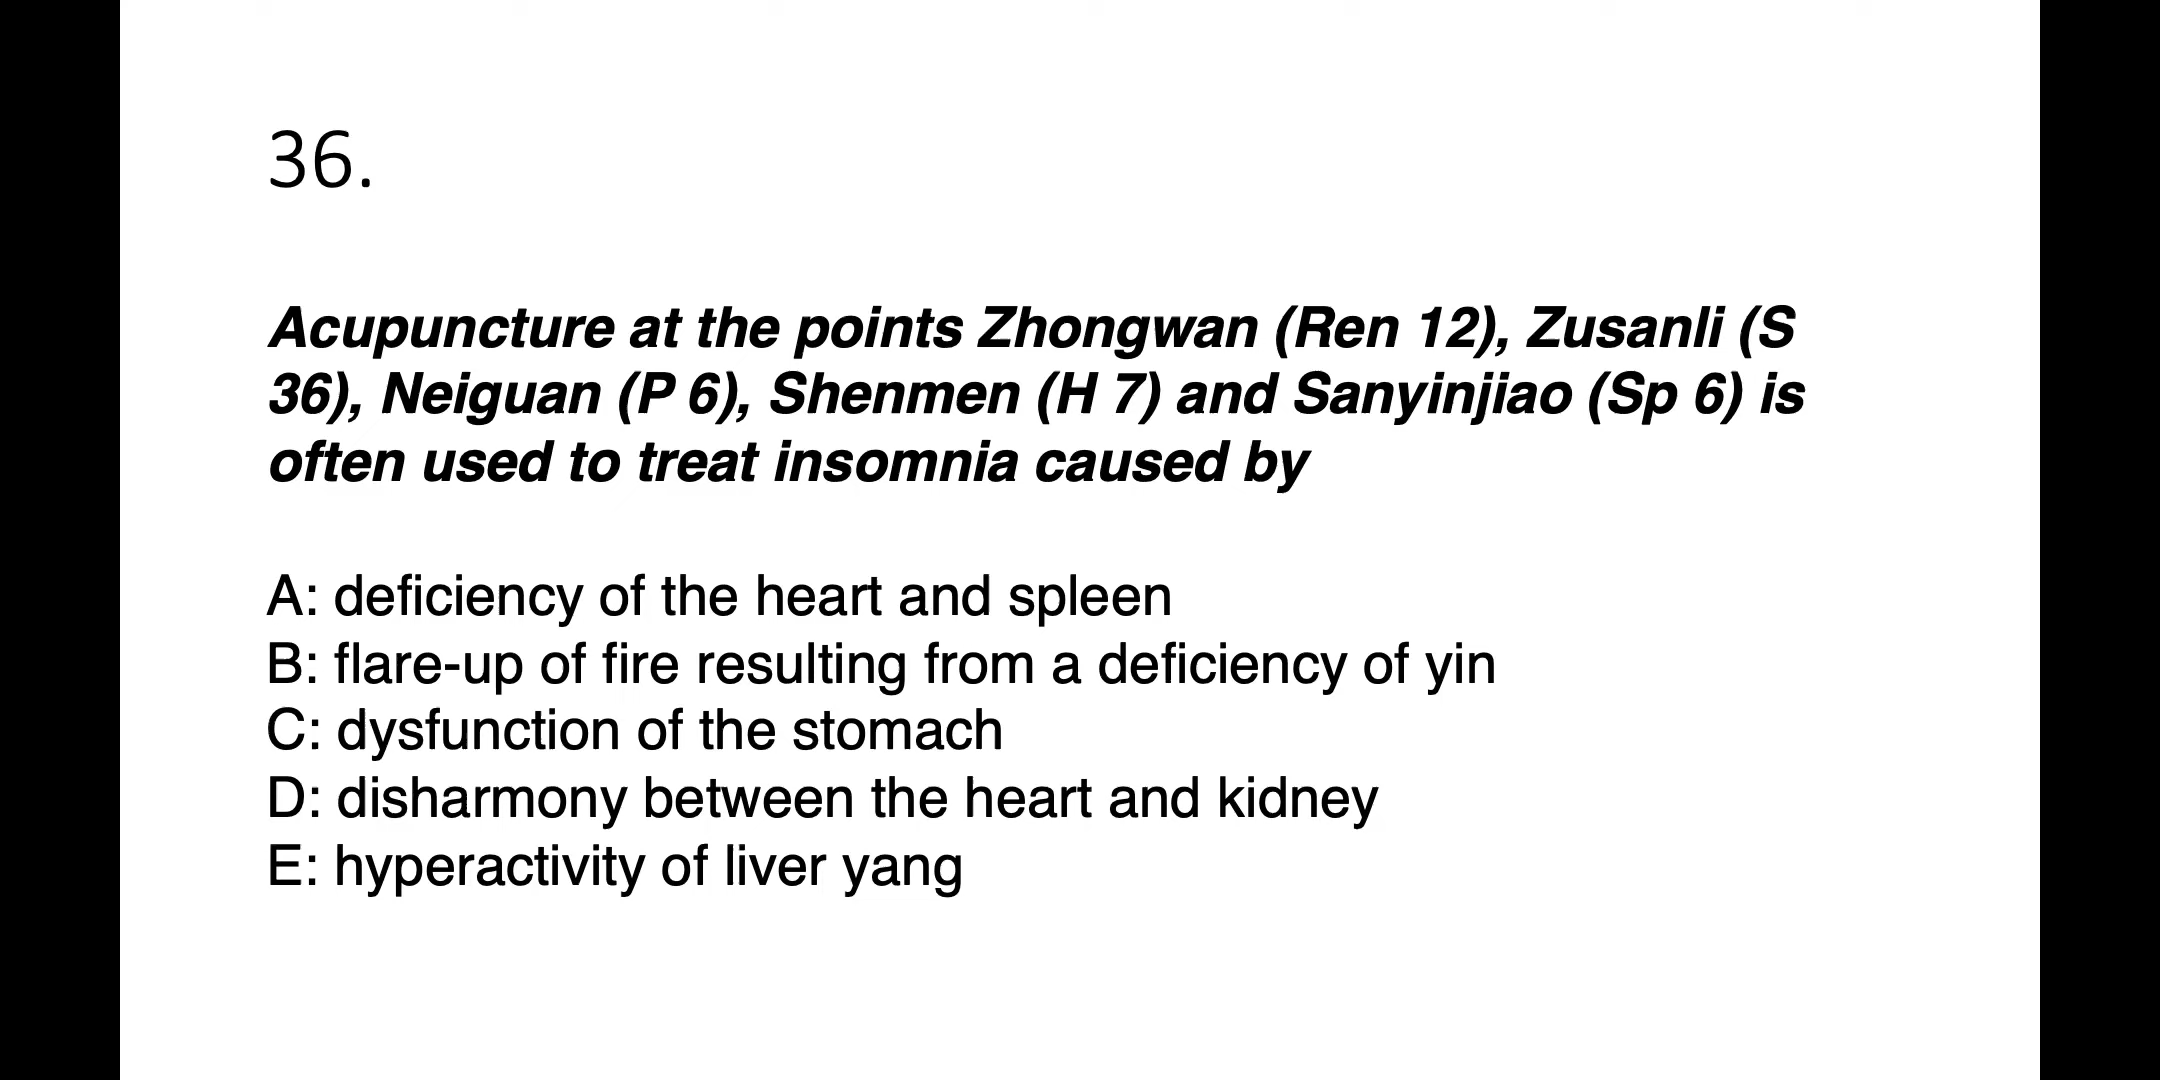 36.
Acupuncture at the points Zhongwan (Ren 12), Zusanli (S
36), Neiguan (P 6), Shenmen (H 7) and Sanyinjiao (Sp 6) is
often used to treat insomnia caused by
A: deficiency of the heart and spleen
B: flare-up of fire resulting from a deficiency of yin
C: dysfunction of the stomach
D: disharmony between the heart and kidney
E: hyperactivity of liver yang